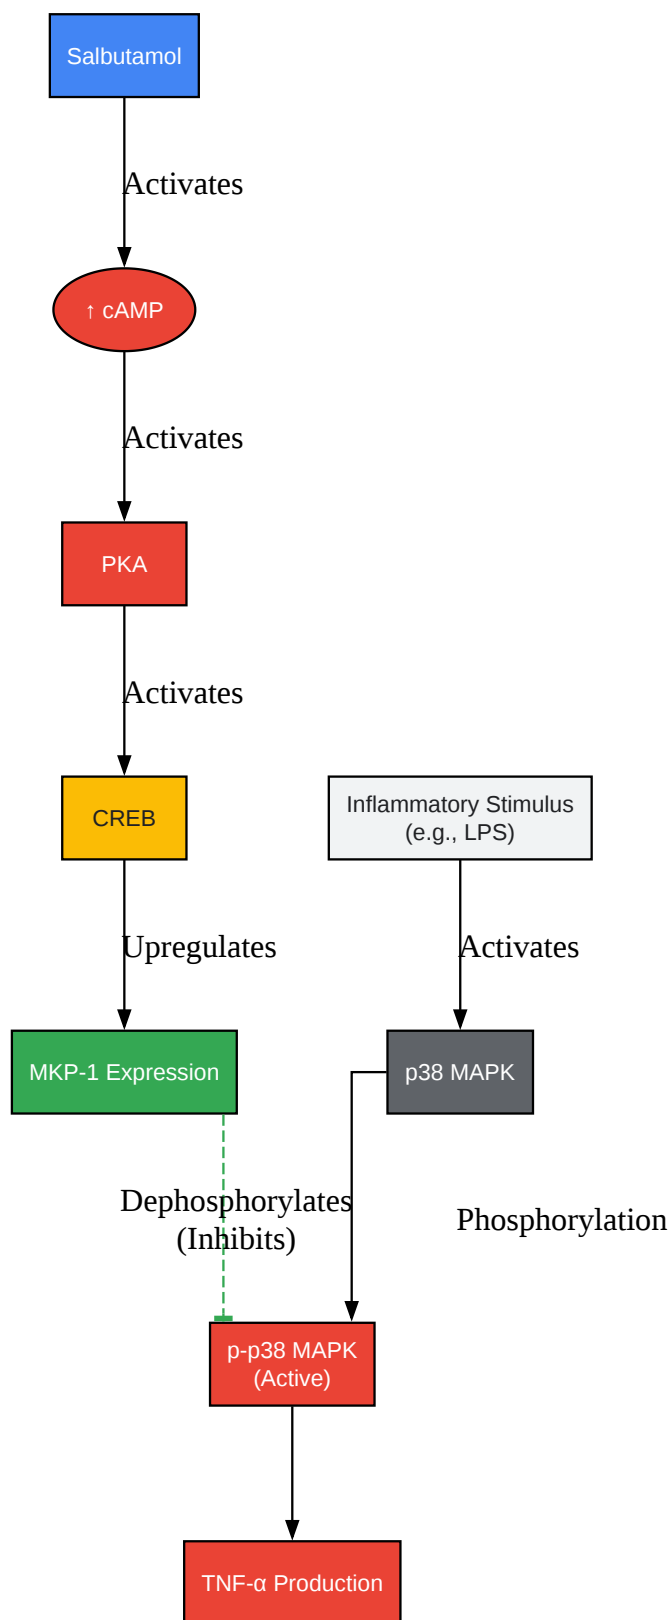 Salbutamol
Activates
↑ cAMP
Activates
PKA
Activates
CREB
Inflammatory Stimulus
(e.g., LPS)
Upregulates
Activates
MKP-1 Expression
p38 MAPK
Dephosphorylates
(Inhibits)
Phosphorylation
p-p38 MAPK
(Active)
TNF-α Production